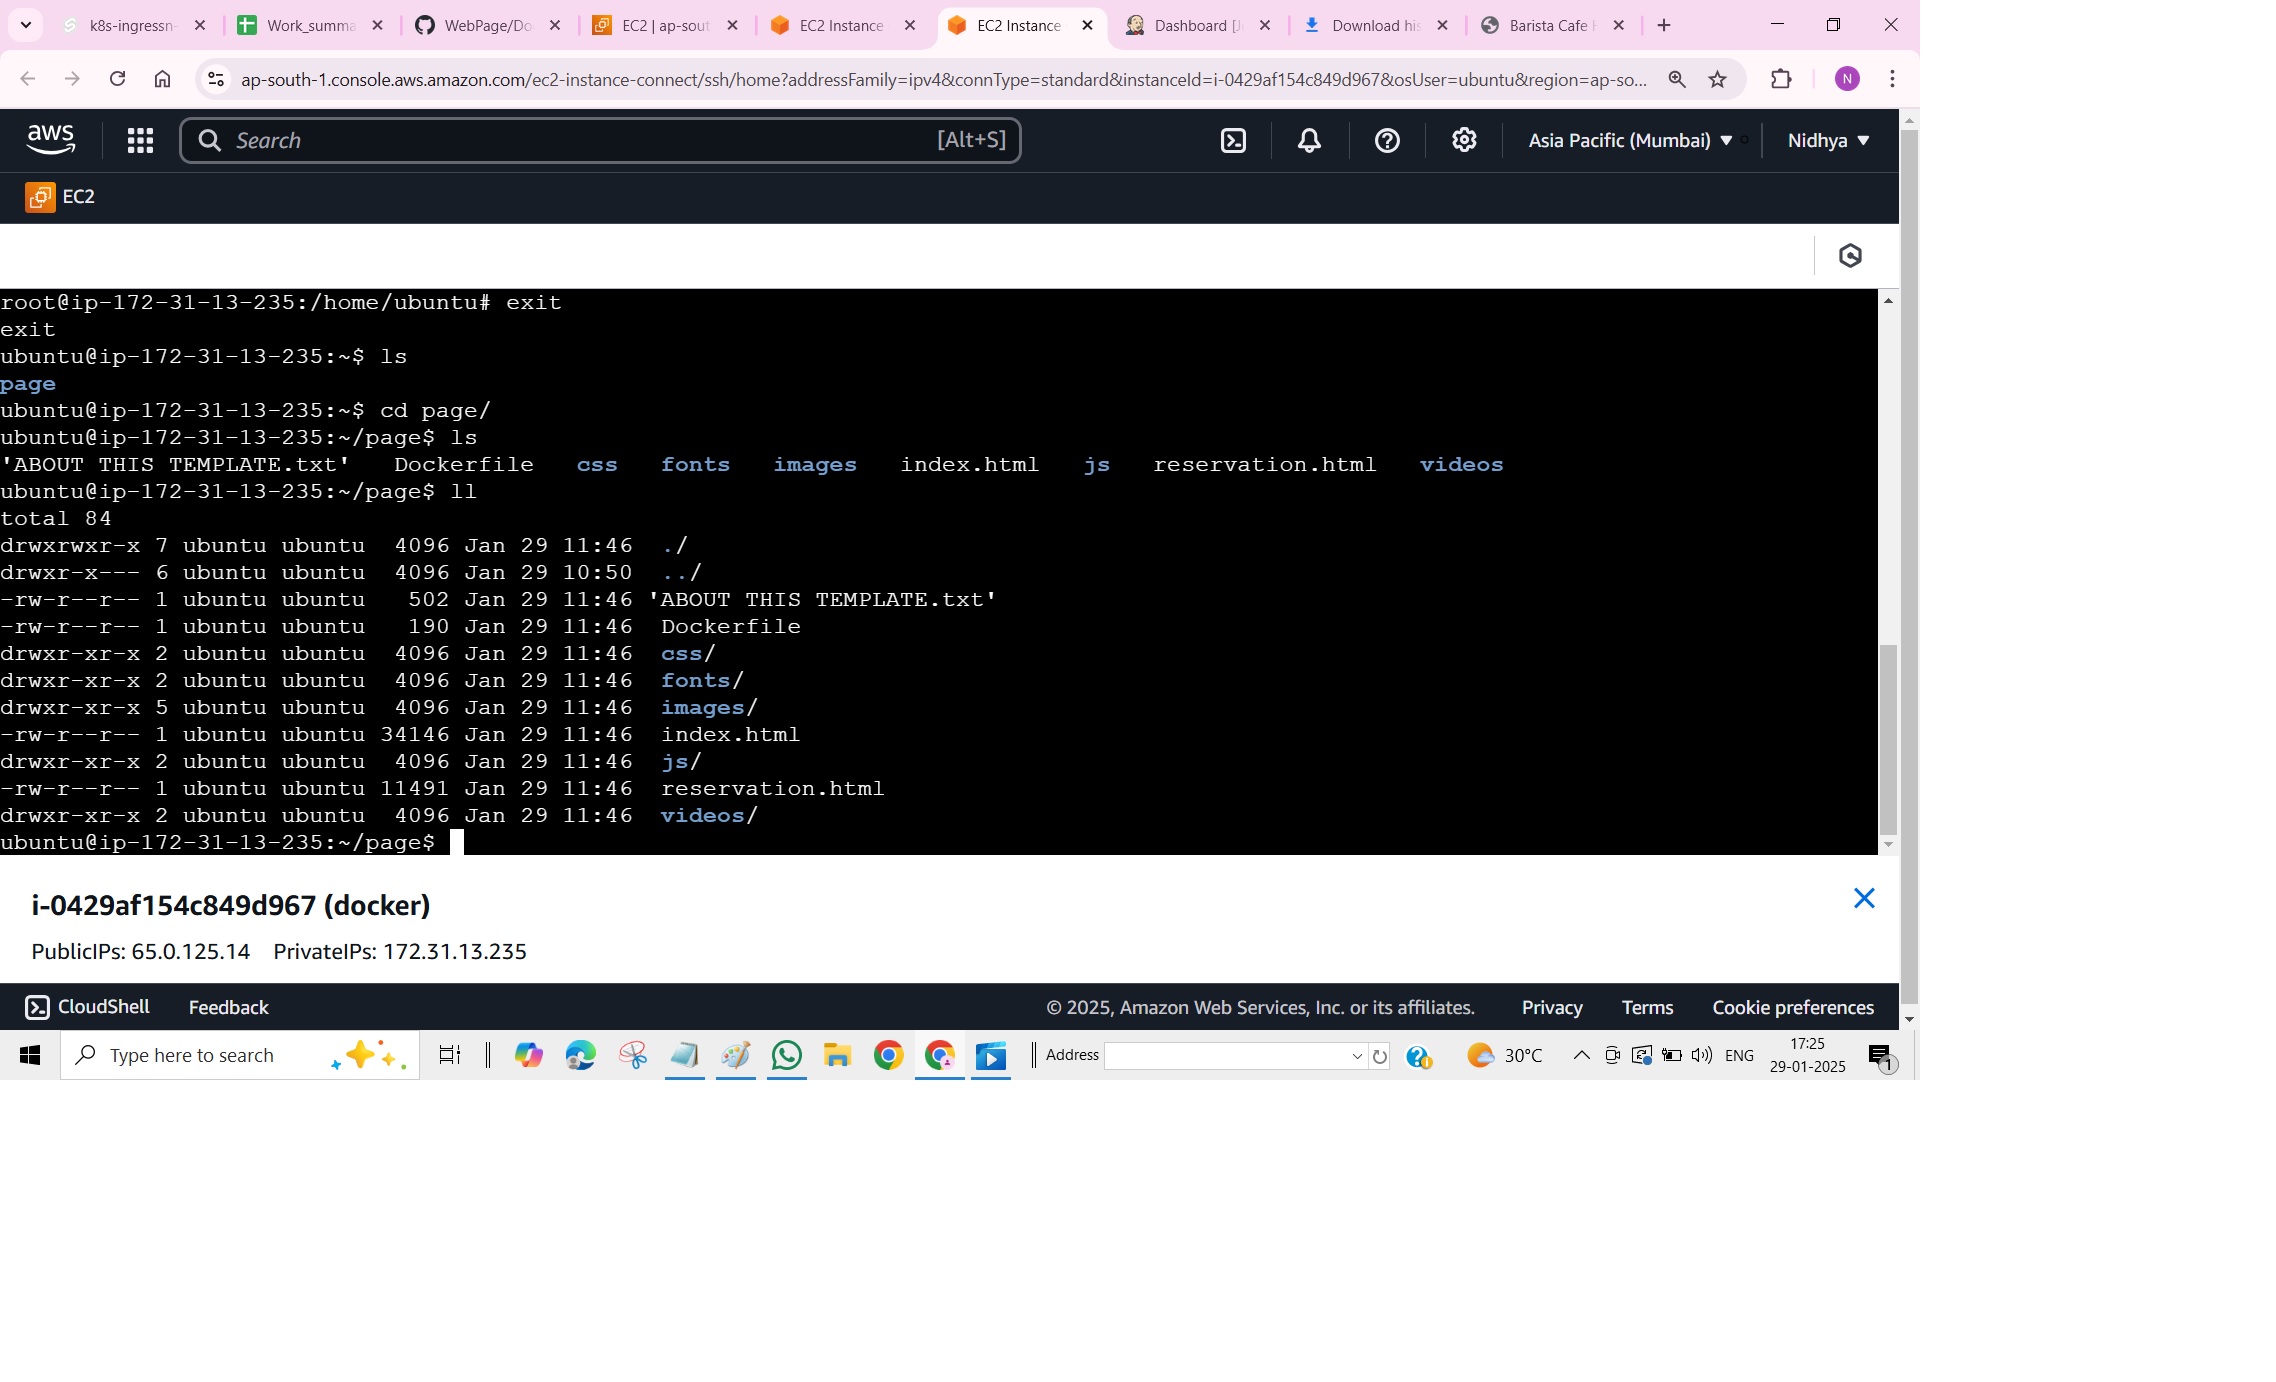 k8s-ingressn-
Work_summa
WebPage/Do
EC2 | ap-sout
EC2 Instance
EC2 Instance
Dashboard [J
Download his
Barista Cafe
ap-south-1.console.aws.amazon.com/ec2-instance-connect/ssh/home?addressFamily=ipv4&connType=standard&instanceId=i-0429af154c849d967&osUser=ubuntu&region=ap-so...
N
aws
Search
[Alt+S]
Asia Pacific (Mumbai)
Nidhya
EC2
root@ip-172-31-13-235:/home/ubuntu# exit
exit
ubuntu@ip-172-31-13-235:~$ ls
page
ubuntu@ip-172-31-13-235:~$ cd page/
ubuntu@ip-172-31-13-235:~/page$ ls
'ABOUT THIS TEMPLATE.txt'   Dockerfile   css   fonts   images   index.html   js   reservation.html   videos
ubuntu@ip-172-31-13-235:~/page$ ll
total 84
drwxrwxr-x 7 ubuntu ubuntu  4096 Jan 29 11:46  ./
drwxr-x--- 6 ubuntu ubuntu  4096 Jan 29 10:50  ../
-rw-r--r-- 1 ubuntu ubuntu   502 Jan 29 11:46 'ABOUT THIS TEMPLATE.txt'
-rw-r--r-- 1 ubuntu ubuntu   190 Jan 29 11:46  Dockerfile
drwxr-xr-x 2 ubuntu ubuntu  4096 Jan 29 11:46  css/
drwxr-xr-x 2 ubuntu ubuntu  4096 Jan 29 11:46  fonts/
drwxr-xr-x 5 ubuntu ubuntu  4096 Jan 29 11:46  images/
-rw-r--r-- 1 ubuntu ubuntu 34146 Jan 29 11:46  index.html
drwxr-xr-x 2 ubuntu ubuntu  4096 Jan 29 11:46  js/
-rw-r--r-- 1 ubuntu ubuntu 11491 Jan 29 11:46  reservation.html
drwxr-xr-x 2 ubuntu ubuntu  4096 Jan 29 11:46  videos/
ubuntu@ip-172-31-13-235:~/page$
i-0429af154c849d967 (docker)
PublicIPs: 65.0.125.14 PrivateIPs: 172.31.13.235
CloudShell Feedback © 2025, Amazon Web Services, Inc. or its affiliates. Privacy Terms Cookie preferences
Type here to search
Address
30°C
ENG
17:25
29-01-2025
1